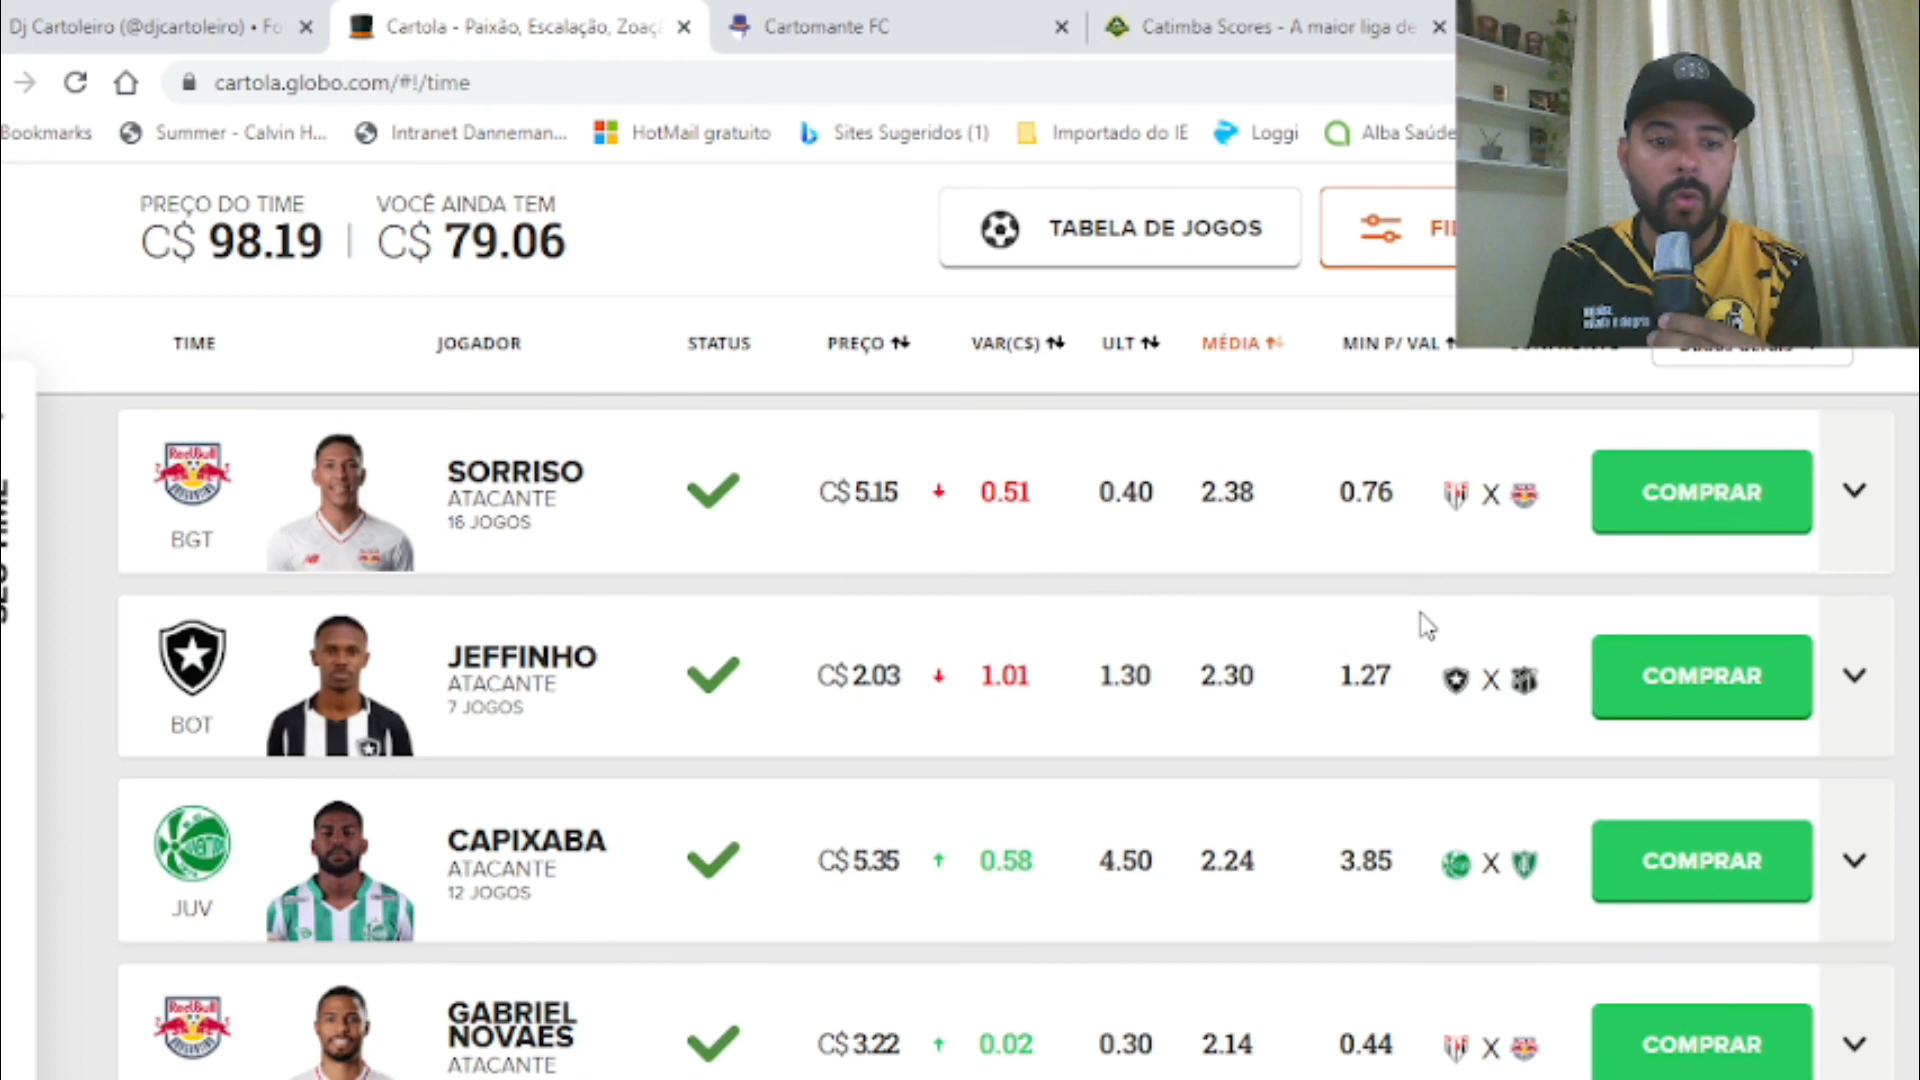 Dj Cartoleiro (@djcartoleiro) • Fo
Cartola - Paixão, Escalação, Zoaç
Cartomante FC
Catimba Scores - A maior liga de
cartola.globo.com/#!/time
Bookmarks
Summer - Calvin H...
Intranet Danneman...
HotMail gratuito
Sites Sugeridos (1)
Importado do IE
Loggi
Alba Saúde
PREÇO DO TIME
C$ 98.19
VOCÊ AINDA TEM
C$ 79.06
TABELA DE JOGOS
FI
TIME JOGADOR STATUS PREÇO VAR(C$) ULT MÉDIA MIN P/ VAL
BGT
SORRISO
ATACANTE
16 JOGOS
C$ 5.15 0.51 0.40 2.38 0.76 X COMPRAR
BOT
JEFFINHO
ATACANTE
7 JOGOS
C$ 2.03 1.01 1.30 2.30 1.27 X COMPRAR
JUV
CAPIXABA
ATACANTE
12 JOGOS
C$ 5.35 0.58 4.50 2.24 3.85 X COMPRAR
GABRIEL
NOVAES
ATACANTE
C$ 3.22 0.02 0.30 2.14 0.44 X COMPRAR